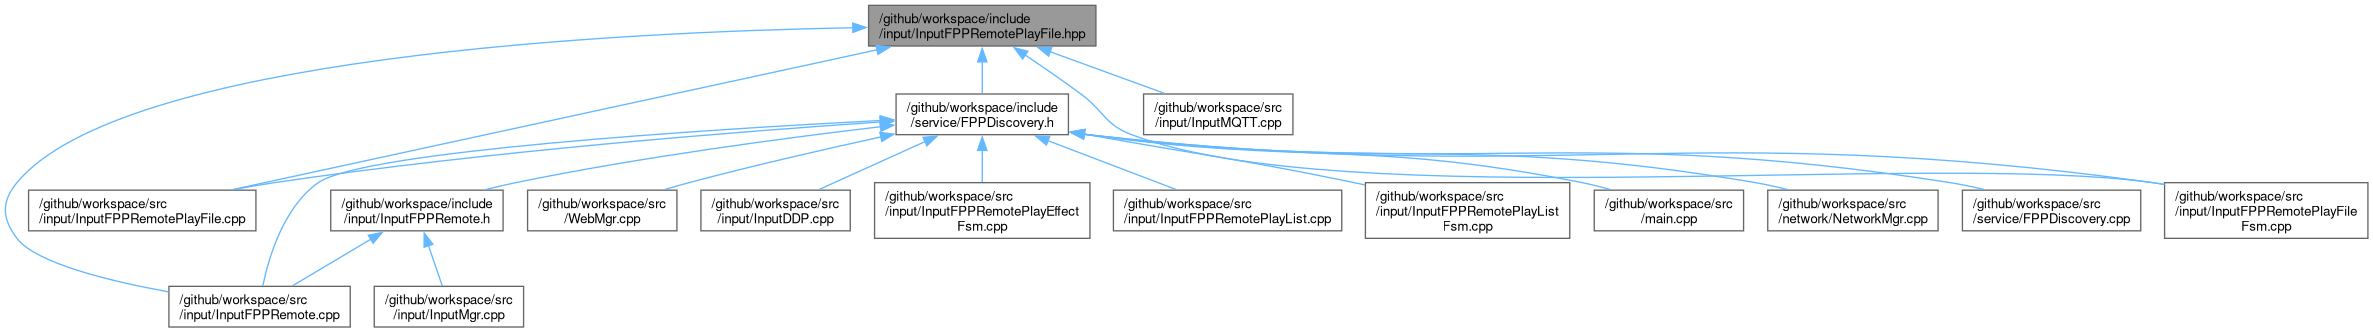 /github/workspace/include
/input/InputFPPRemotePlayFile.hpp
/github/workspace/include
/service/FPPDiscovery.h
/github/workspace/src
/input/InputMQTT.cpp
/github/workspace/src
/input/InputFPPRemotePlayFile.cpp
/github/workspace/include
/input/InputFPPRemote.h
/github/workspace/src
/WebMgr.cpp
/github/workspace/src
/input/InputDDP.cpp
/github/workspace/src
/input/InputFPPRemotePlayEffect
Fsm.cpp
/github/workspace/src
/input/InputFPPRemotePlayList.cpp
/github/workspace/src
/input/InputFPPRemotePlayList
Fsm.cpp
/github/workspace/src
/main.cpp
/github/workspace/src
/network/NetworkMgr.cpp
/github/workspace/src
/service/FPPDiscovery.cpp
/github/workspace/src
/input/InputFPPRemotePlayFile
Fsm.cpp
/github/workspace/src
/input/InputFPPRemote.cpp
/github/workspace/src
/input/InputMgr.cpp